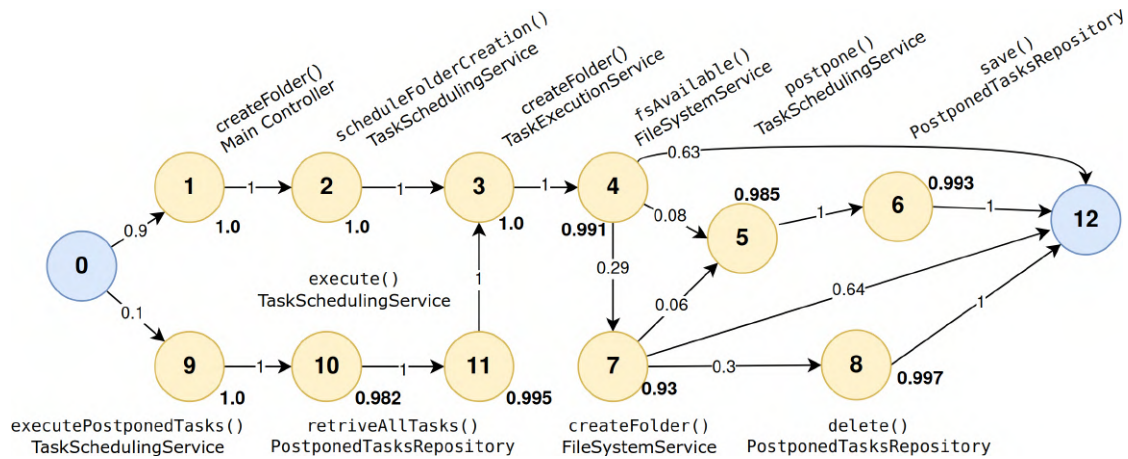 createFolder()
Main Controller
scheduleFolderCreation()
TaskSchedulingService
createFolder()
TaskExecutionService
fsAvailable()
FileSystemService
postpone()
TaskSchedulingService
save()
PostponedTasksRepository
0.63
1
1
2
1
3
1
4
0.08
0.985
5
1
6
0.993
1
12
0.9
1.0
1.0
1.0
0.991
0
execute()
TaskSchedulingService
1
0.29
0.06
0.64
1
0.1
9
1
10
1
11
7
0.3
8
1.0
0.982
0.995
0.93
0.997
executePostponedTasks()
TaskSchedulingService
retriveAllTasks()
PostponedTasksRepository
createFolder()
FileSystemService
delete()
PostponedTasksRepository